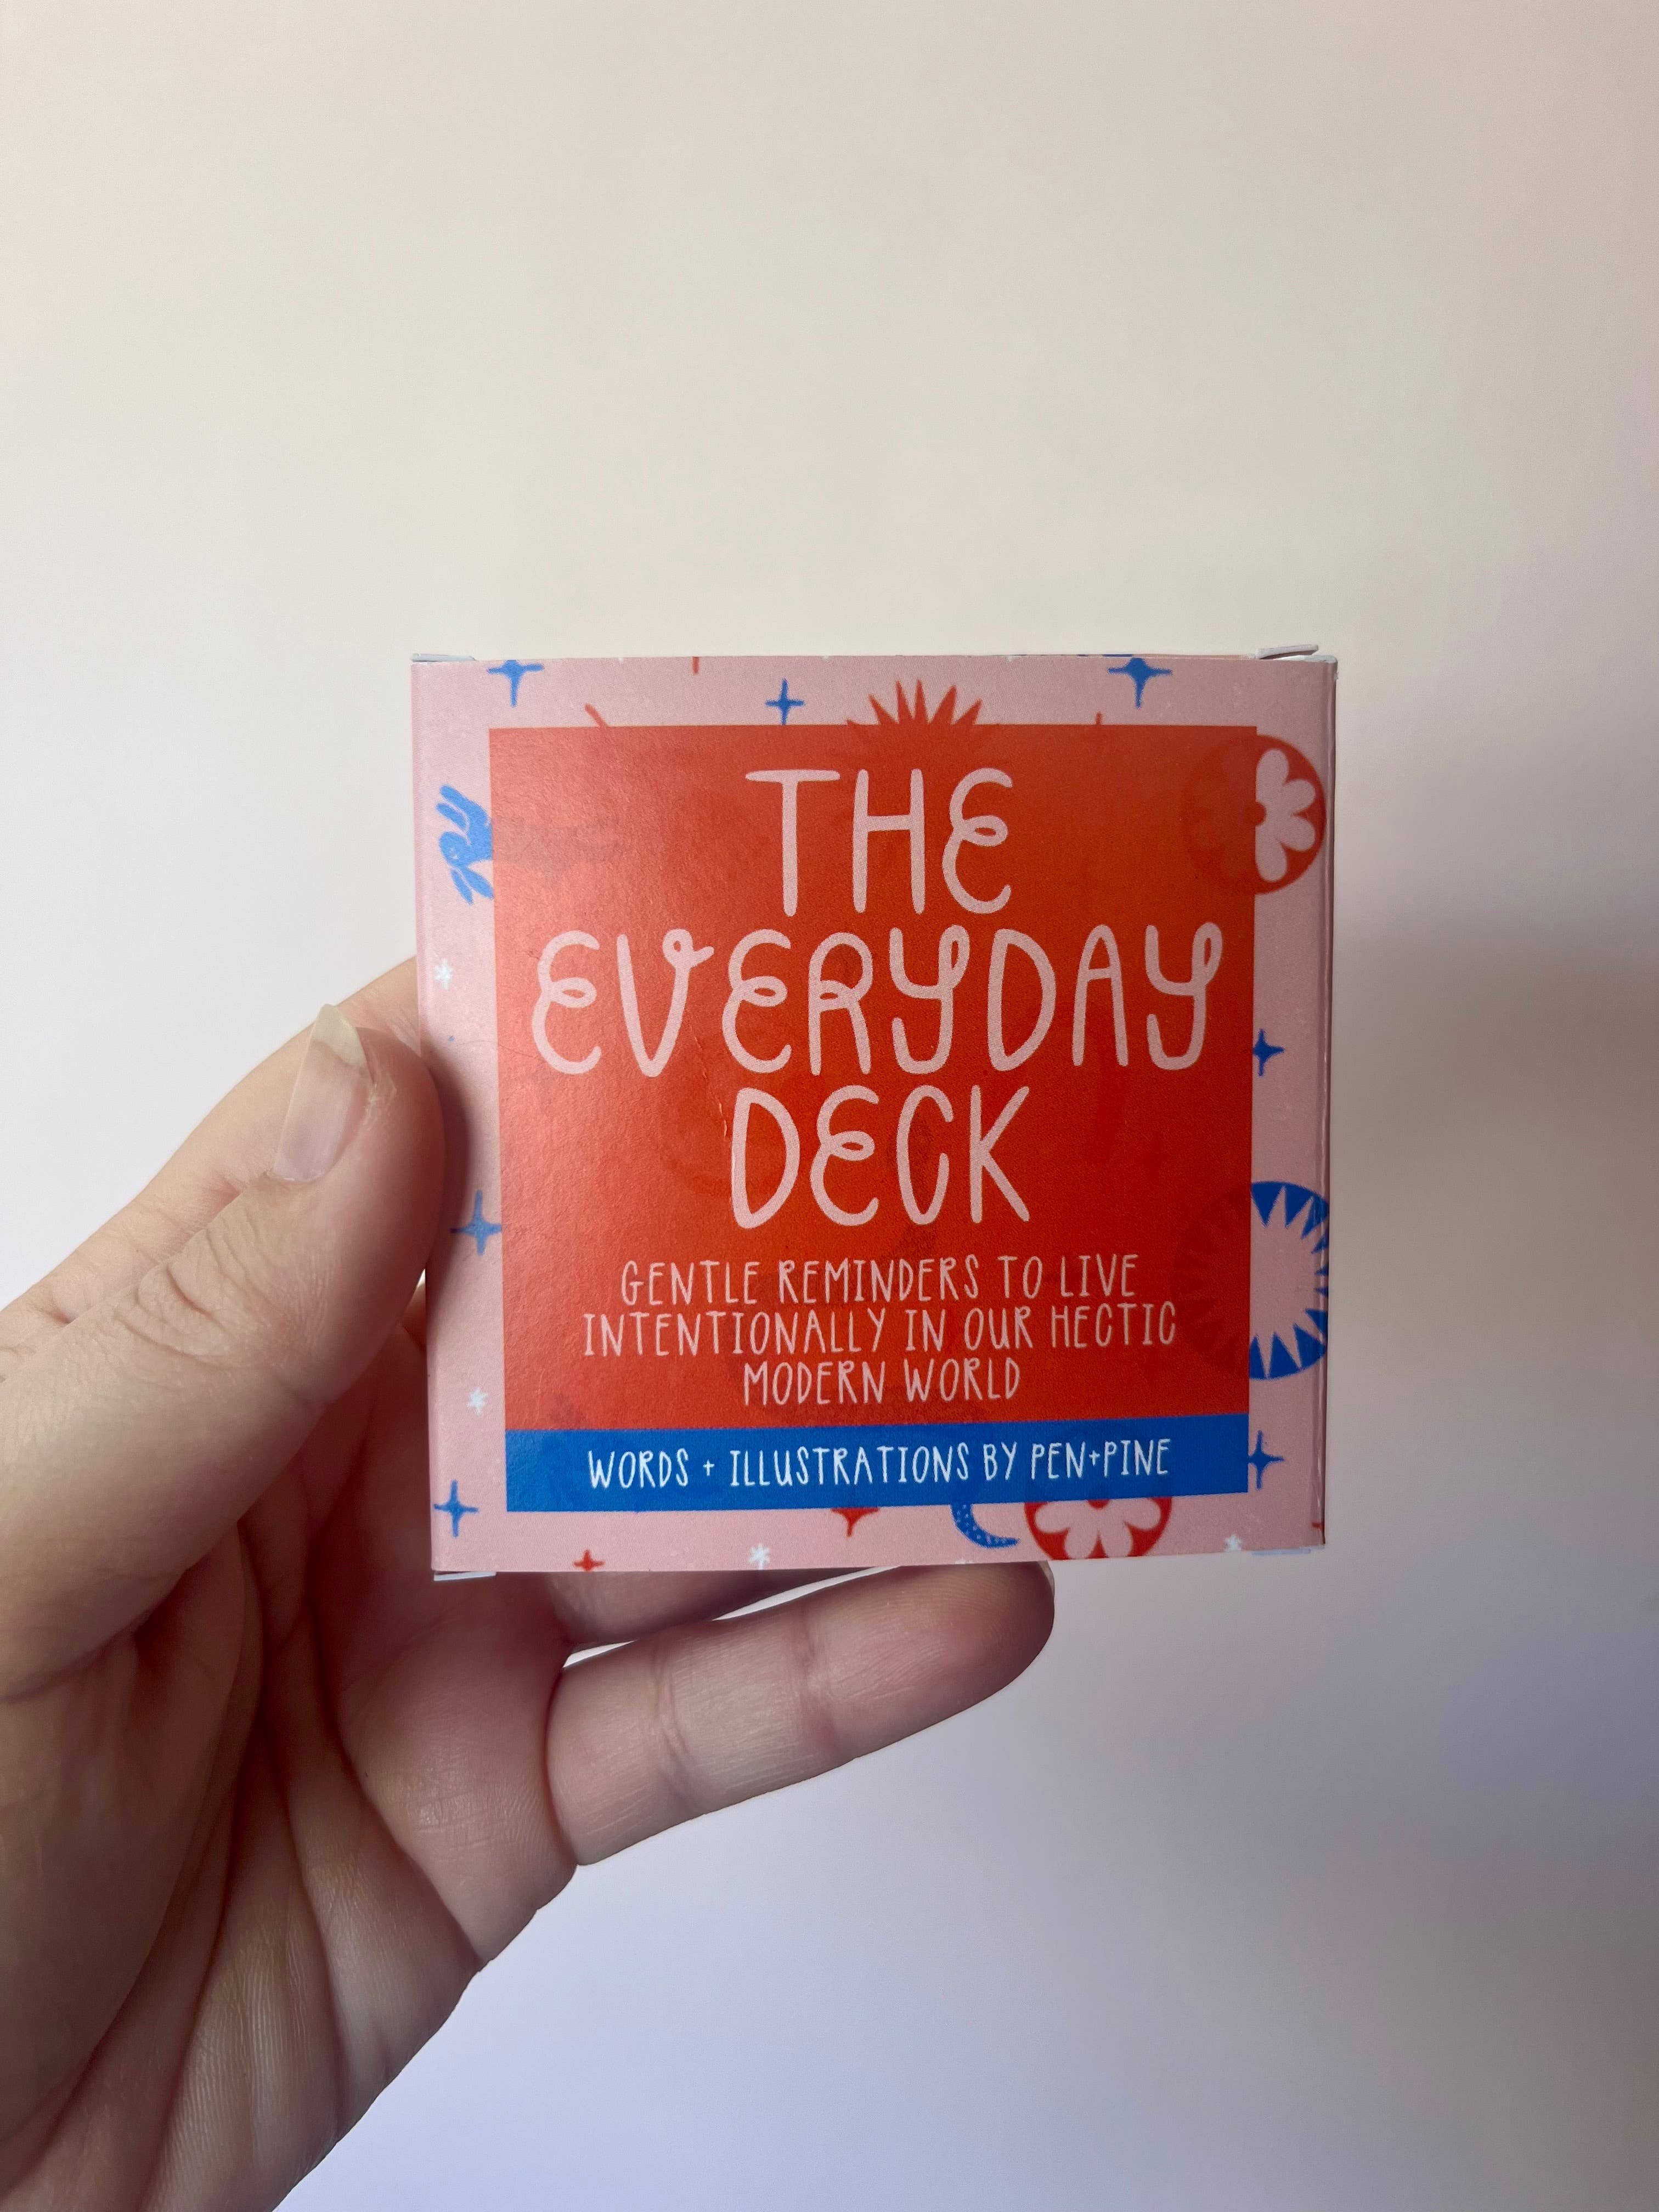 THE
EVERYDAY
DECK
GENTLE REMINDERS TO LIVE
INTENTIONALLY IN OUR HECTIC
MODERN WORLD
WORDS + ILLUSTRATIONS BY PEN+PINE